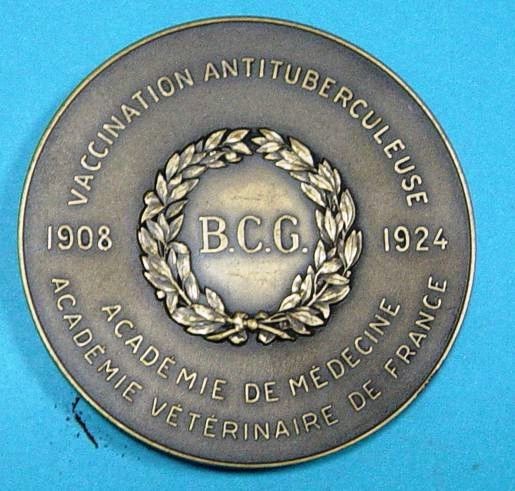 VACCINATION ANTITUBERCULEUSE
1908
B.C.G.
1924
ACADÉMIE DE MÉDECINE
ACADÉMIE VÉTÉRINAIRE DE FRANCE